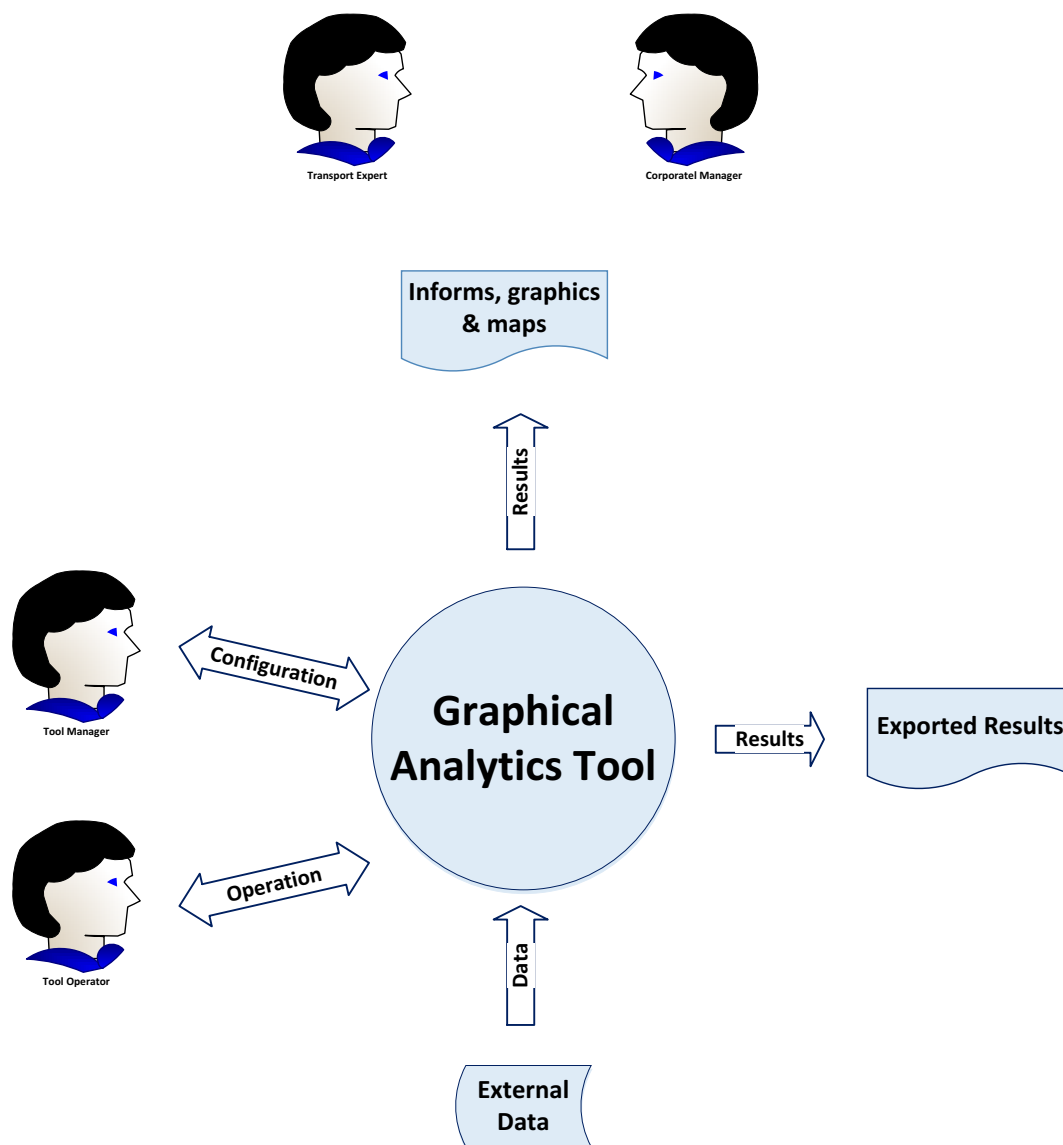 Transport Expert
Corporatel Manager
Informs, graphics
& maps
Results
Configuration
Tool Manager
Graphical
Analytics Tool
Results
Exported Results
Operation
Tool Operator
Data
External
Data